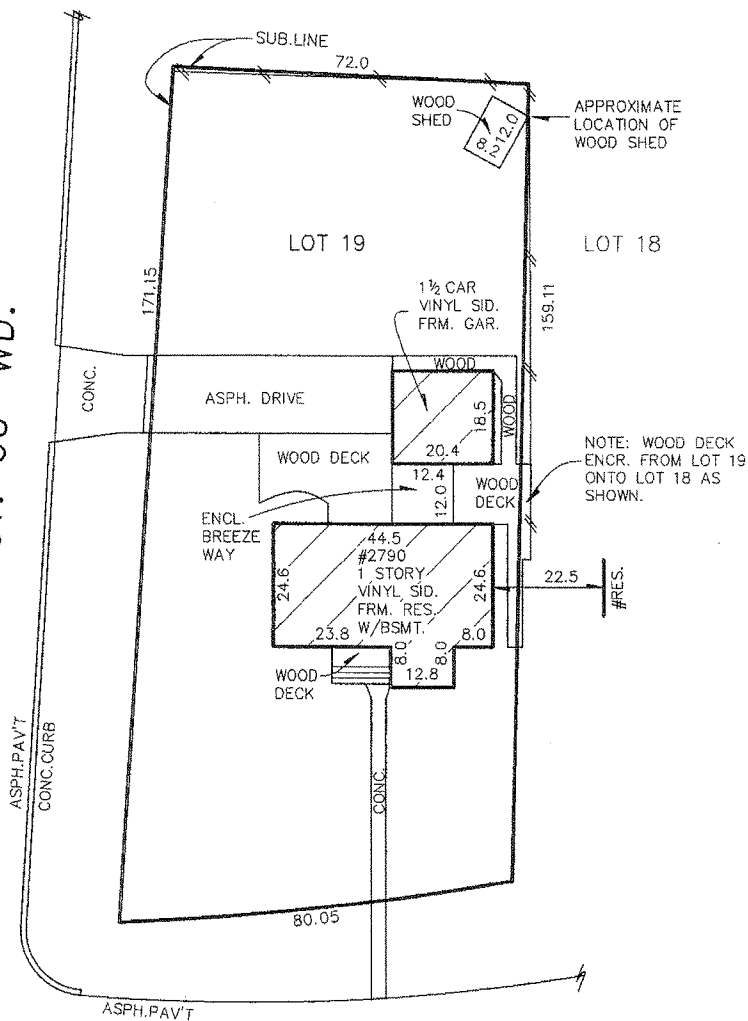 SUB.LINE
72.0
WOOD
SHED
8.2
12.0
APPROXIMATE
LOCATION OF
WOOD SHED
LOT 19
LOT 18
171.15
159.11
1½ CAR
VINYL SID.
FRM. GAR.
WD.
CONC.
ASPH. DRIVE
WOOD
18.5
WOOD
20.4
WOOD DECK
12.4
12.0
WOOD
DECK
NOTE: WOOD DECK
ENCR. FROM LOT 19
ONTO LOT 18 AS
SHOWN.
ENCL.
BREEZE
WAY
44.5
#2790
1 STORY
VINYL SID.
FRM. RES.
W/BSMT.
24.6
24.6
22.5
#RES.
23.8
8.0
8.0
8.0
12.8
WOOD
DECK
ASPH.PAV'T
CONC.CURB
CONC.
80.05
ASPH.PAV'T